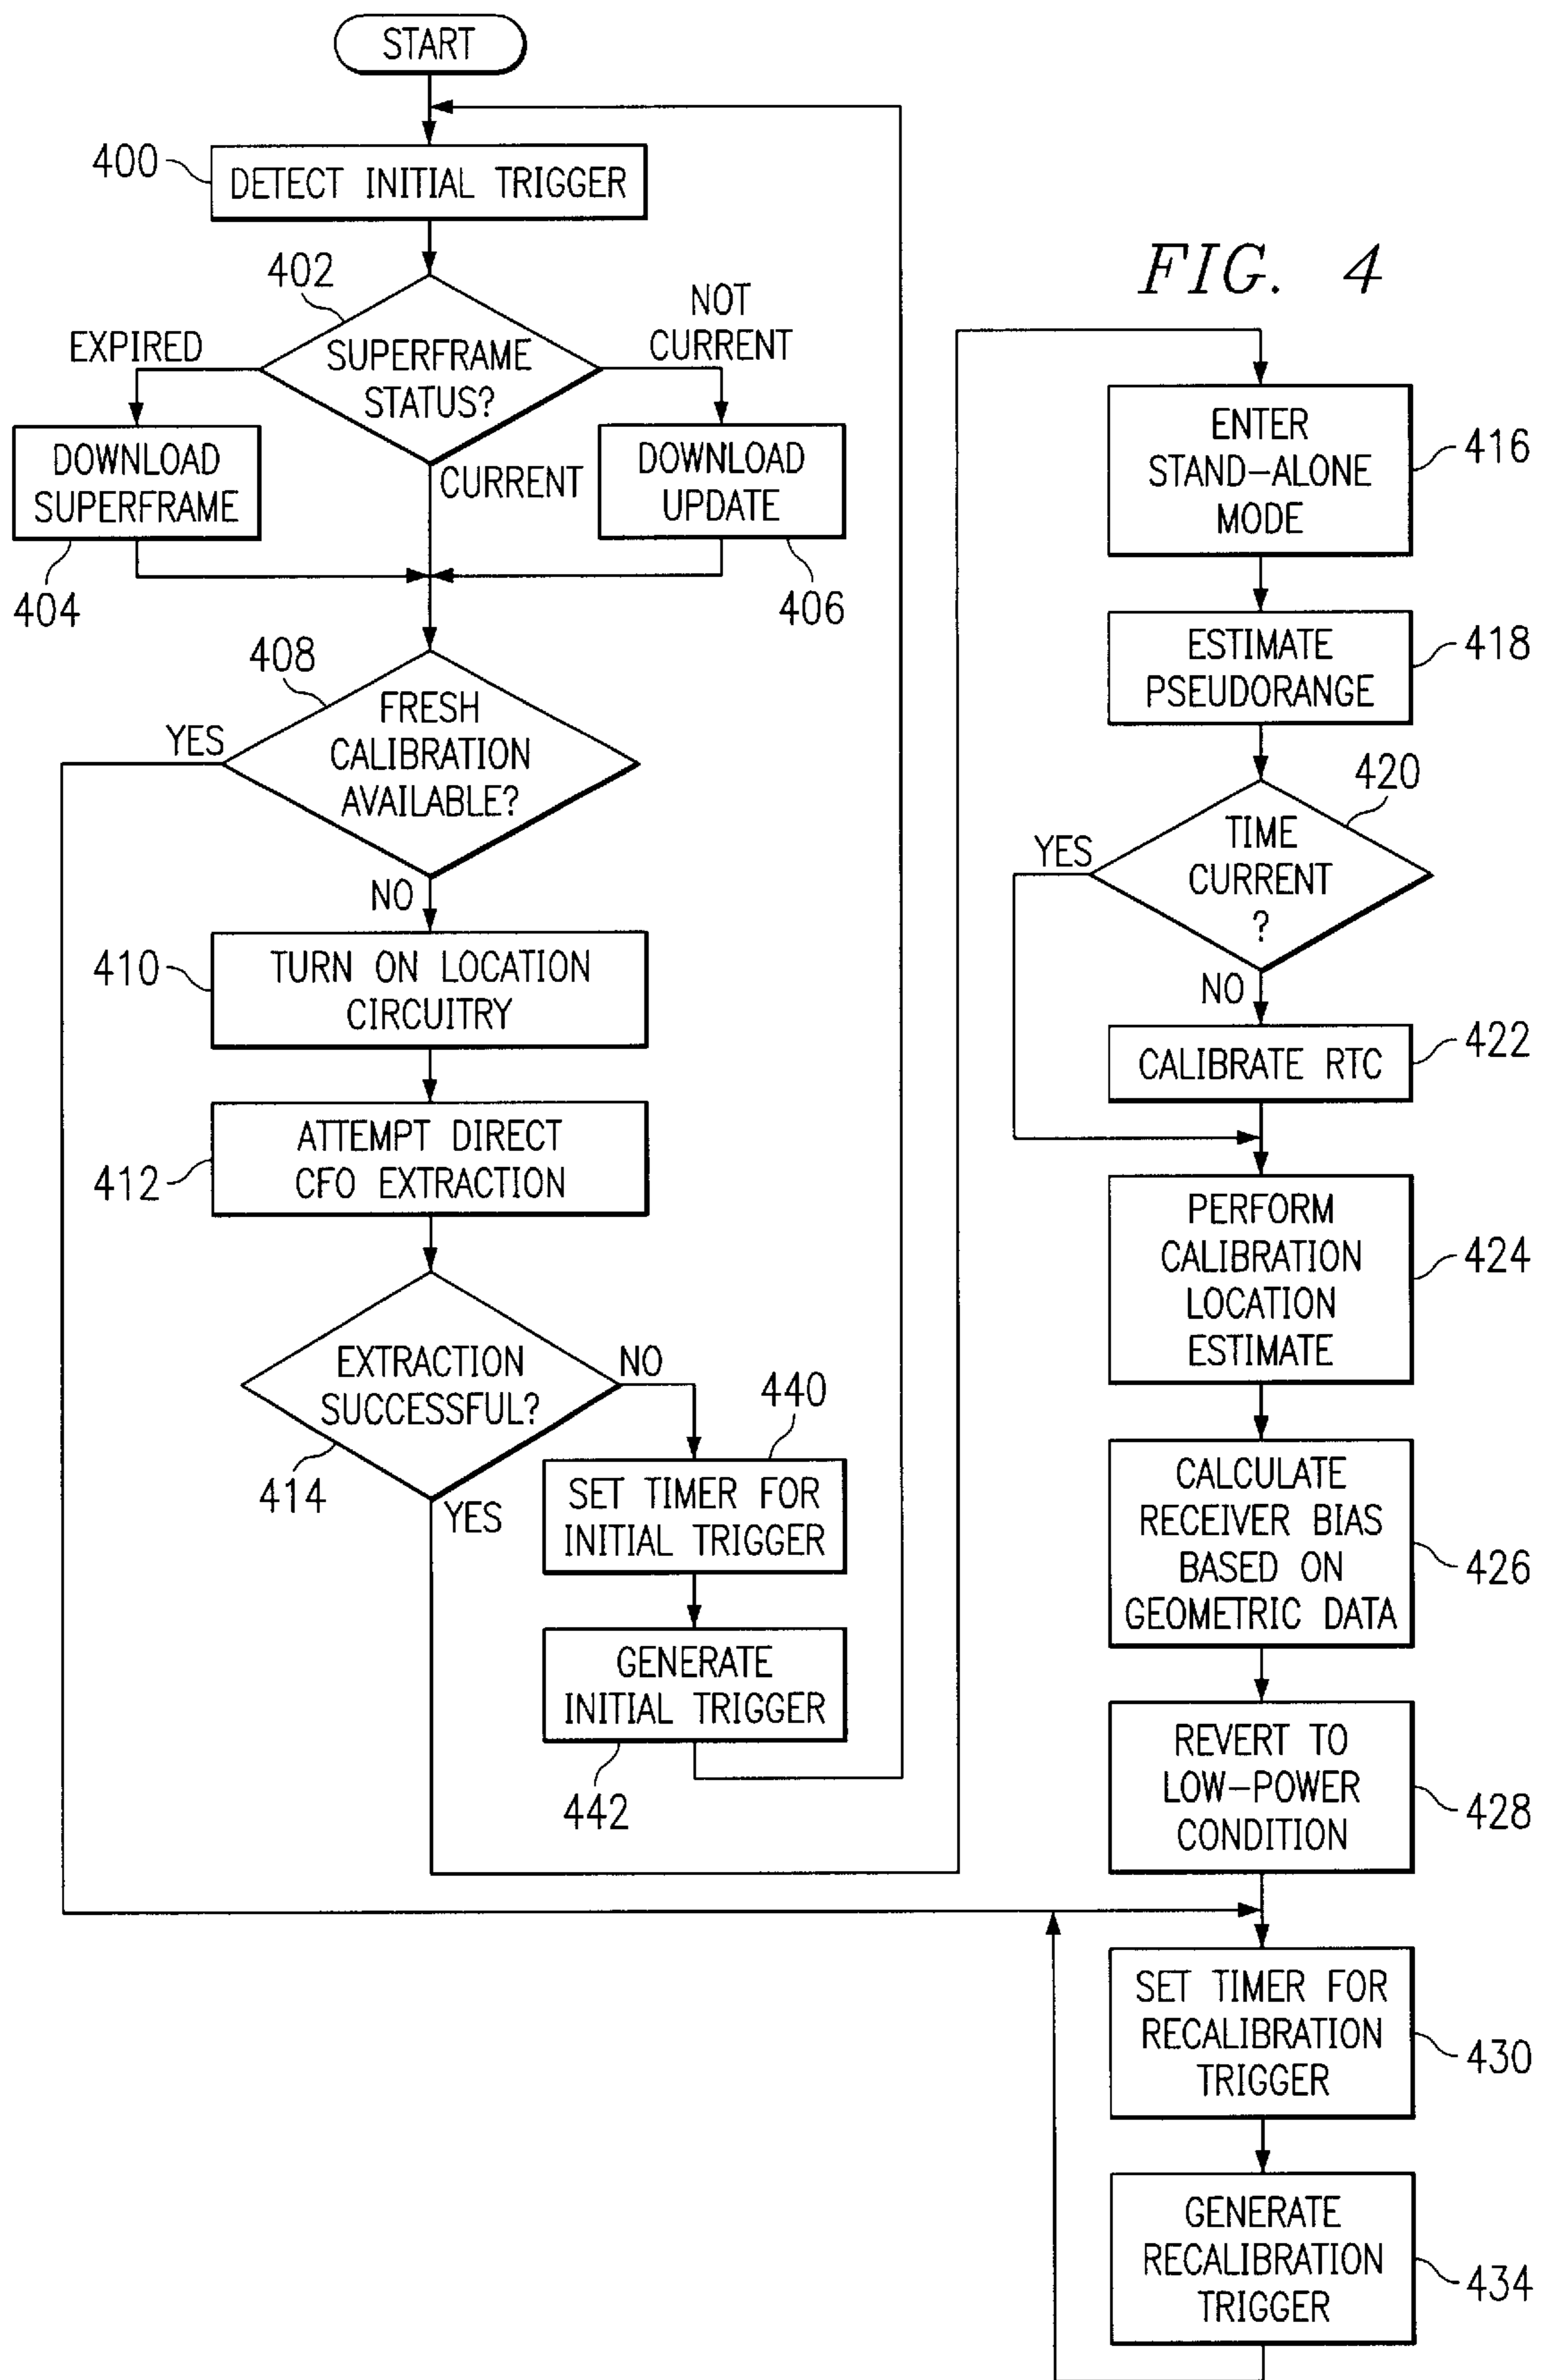 START
400
DETECT INITIAL TRIGGER
FIG. 4
402
SUPERFRAME
STATUS?
EXPIRED
NOT
CURRENT
CURRENT
DOWNLOAD
SUPERFRAME
404
DOWNLOAD
UPDATE
406
408
FRESH
CALIBRATION
AVAILABLE?
YES
NO
410
TURN ON LOCATION
CIRCUITRY
412
ATTEMPT DIRECT
CFO EXTRACTION
EXTRACTION
SUCCESSFUL?
414
NO
YES
440
SET TIMER FOR
INITIAL TRIGGER
GENERATE
INITIAL TRIGGER
442
ENTER
STAND-ALONE
MODE
416
ESTIMATE
PSEUDORANGE
418
420
TIME
CURRENT
?
YES
NO
CALIBRATE RTC
422
PERFORM
CALIBRATION
LOCATION
ESTIMATE
424
CALCULATE
RECEIVER BIAS
BASED ON
GEOMETRIC DATA
426
REVERT TO
LOW-POWER
CONDITION
428
SET TIMER FOR
RECALIBRATION
TRIGGER
430
GENERATE
RECALIBRATION
TRIGGER
434